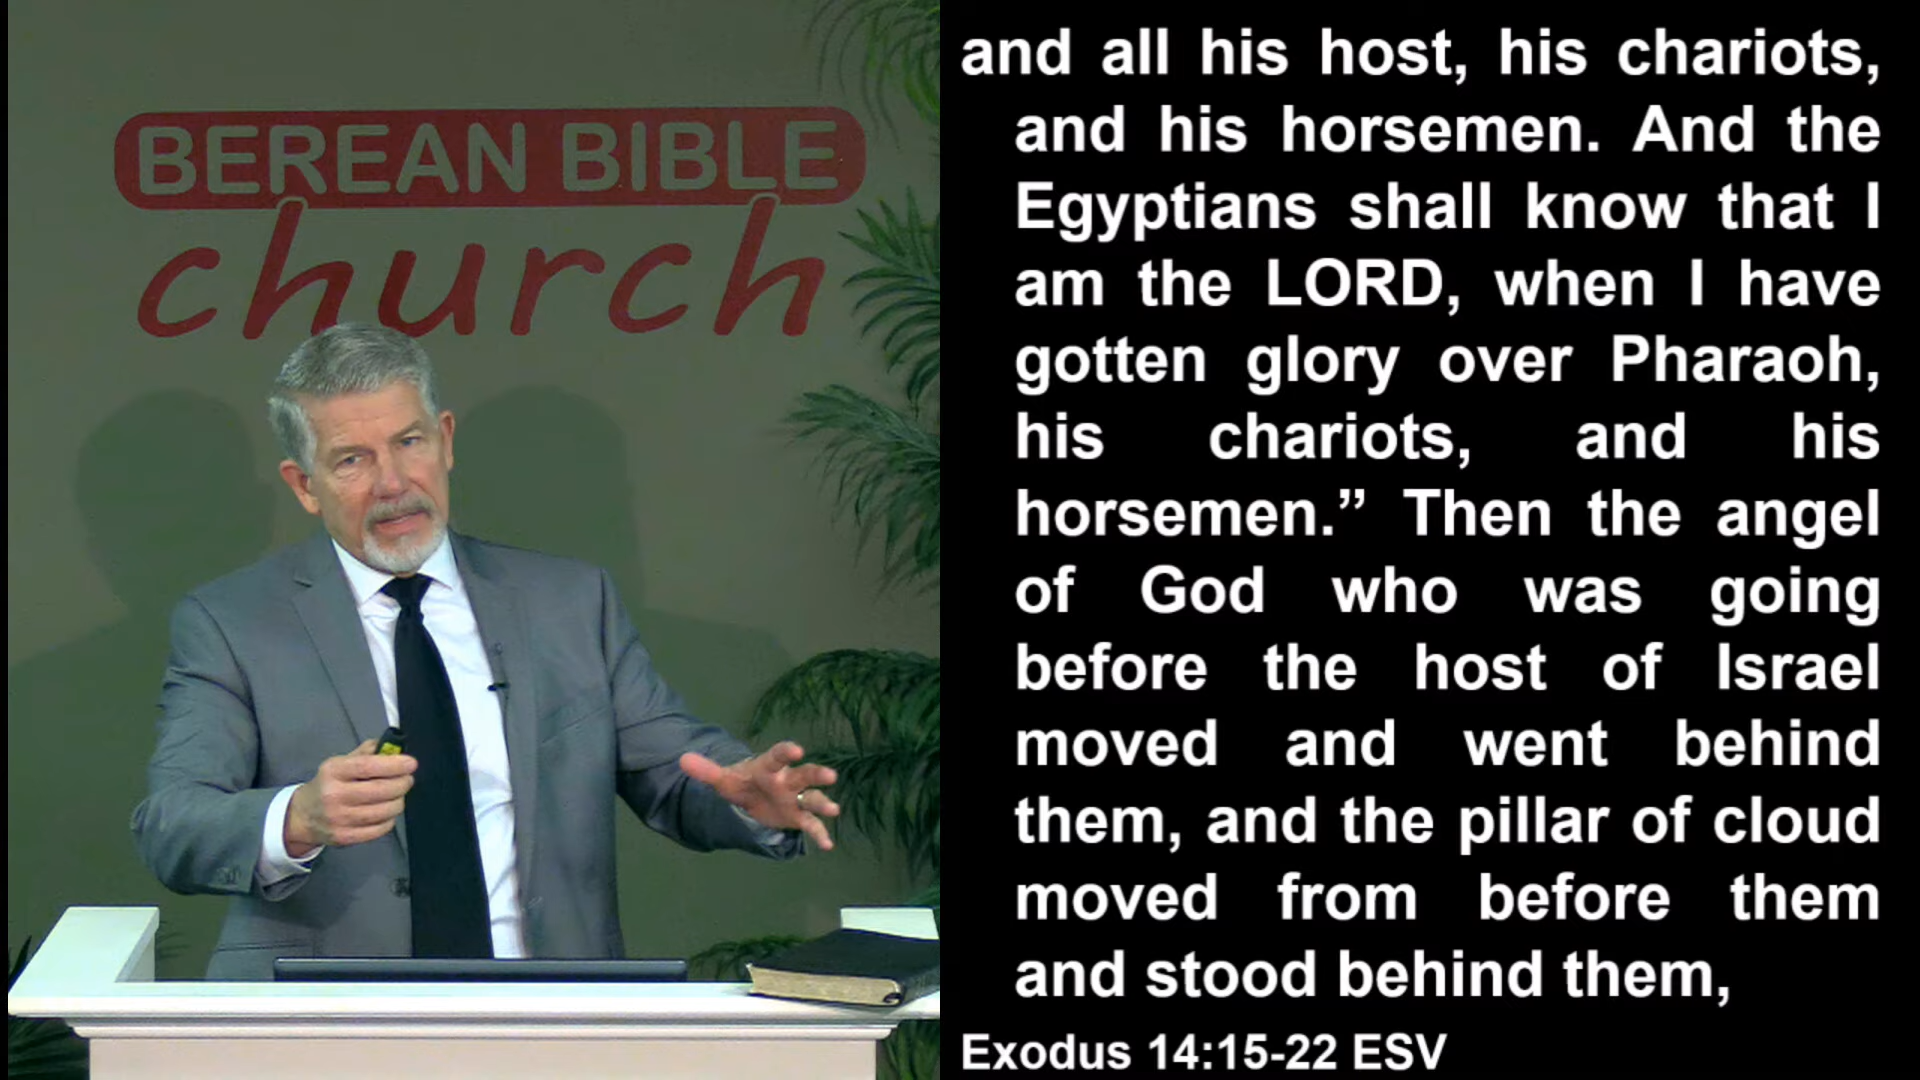 BEREAN BIBLE
church
and all his host, his chariots,
and his horsemen. And the
Egyptians shall know that I
am the LORD, when I have
gotten glory over Pharaoh,
his chariots, and his
horsemen.” Then the angel
of God who was going
before the host of Israel
moved and went behind
them, and the pillar of cloud
moved from before them
and stood behind them,
Exodus 14:15-22 ESV